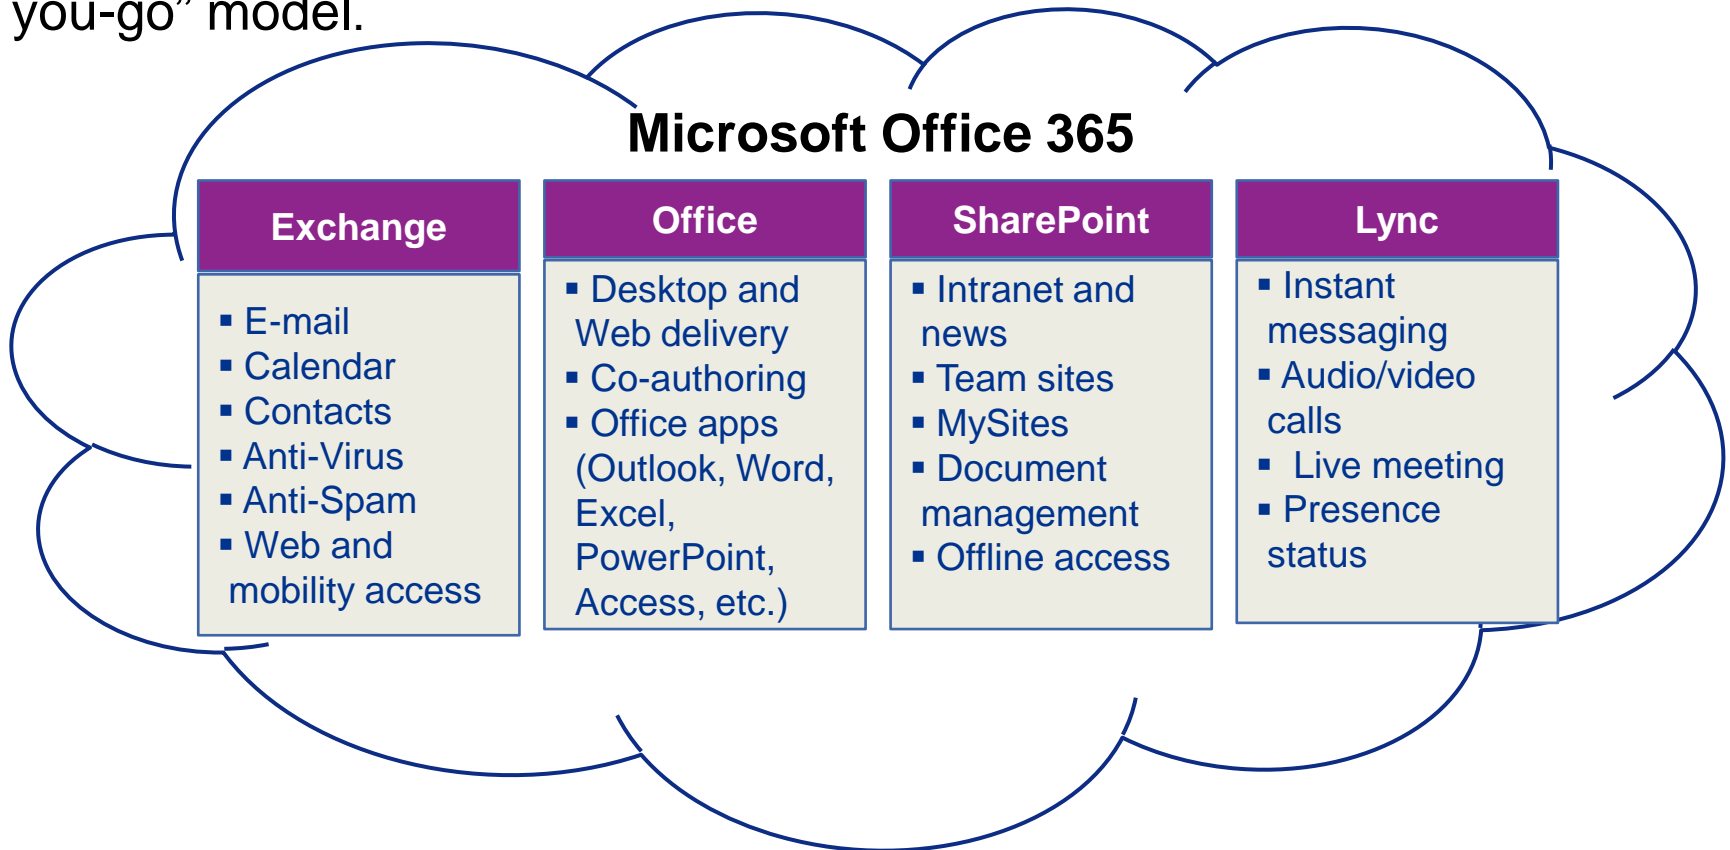 you-go” model.
Microsoft Office 365
Exchange
▪ E-mail
▪ Calendar
▪ Contacts
▪ Anti-Virus
▪ Anti-Spam
▪ Web and
mobility access
Office
▪ Desktop and
Web delivery
▪ Co-authoring
▪ Office apps
(Outlook, Word,
Excel,
PowerPoint,
Access, etc.)
SharePoint
▪ Intranet and
news
▪ Team sites
▪ MySites
▪ Document
management
▪ Offline access
Lync
▪ Instant
messaging
▪ Audio/video
calls
▪ Live meeting
▪ Presence
status